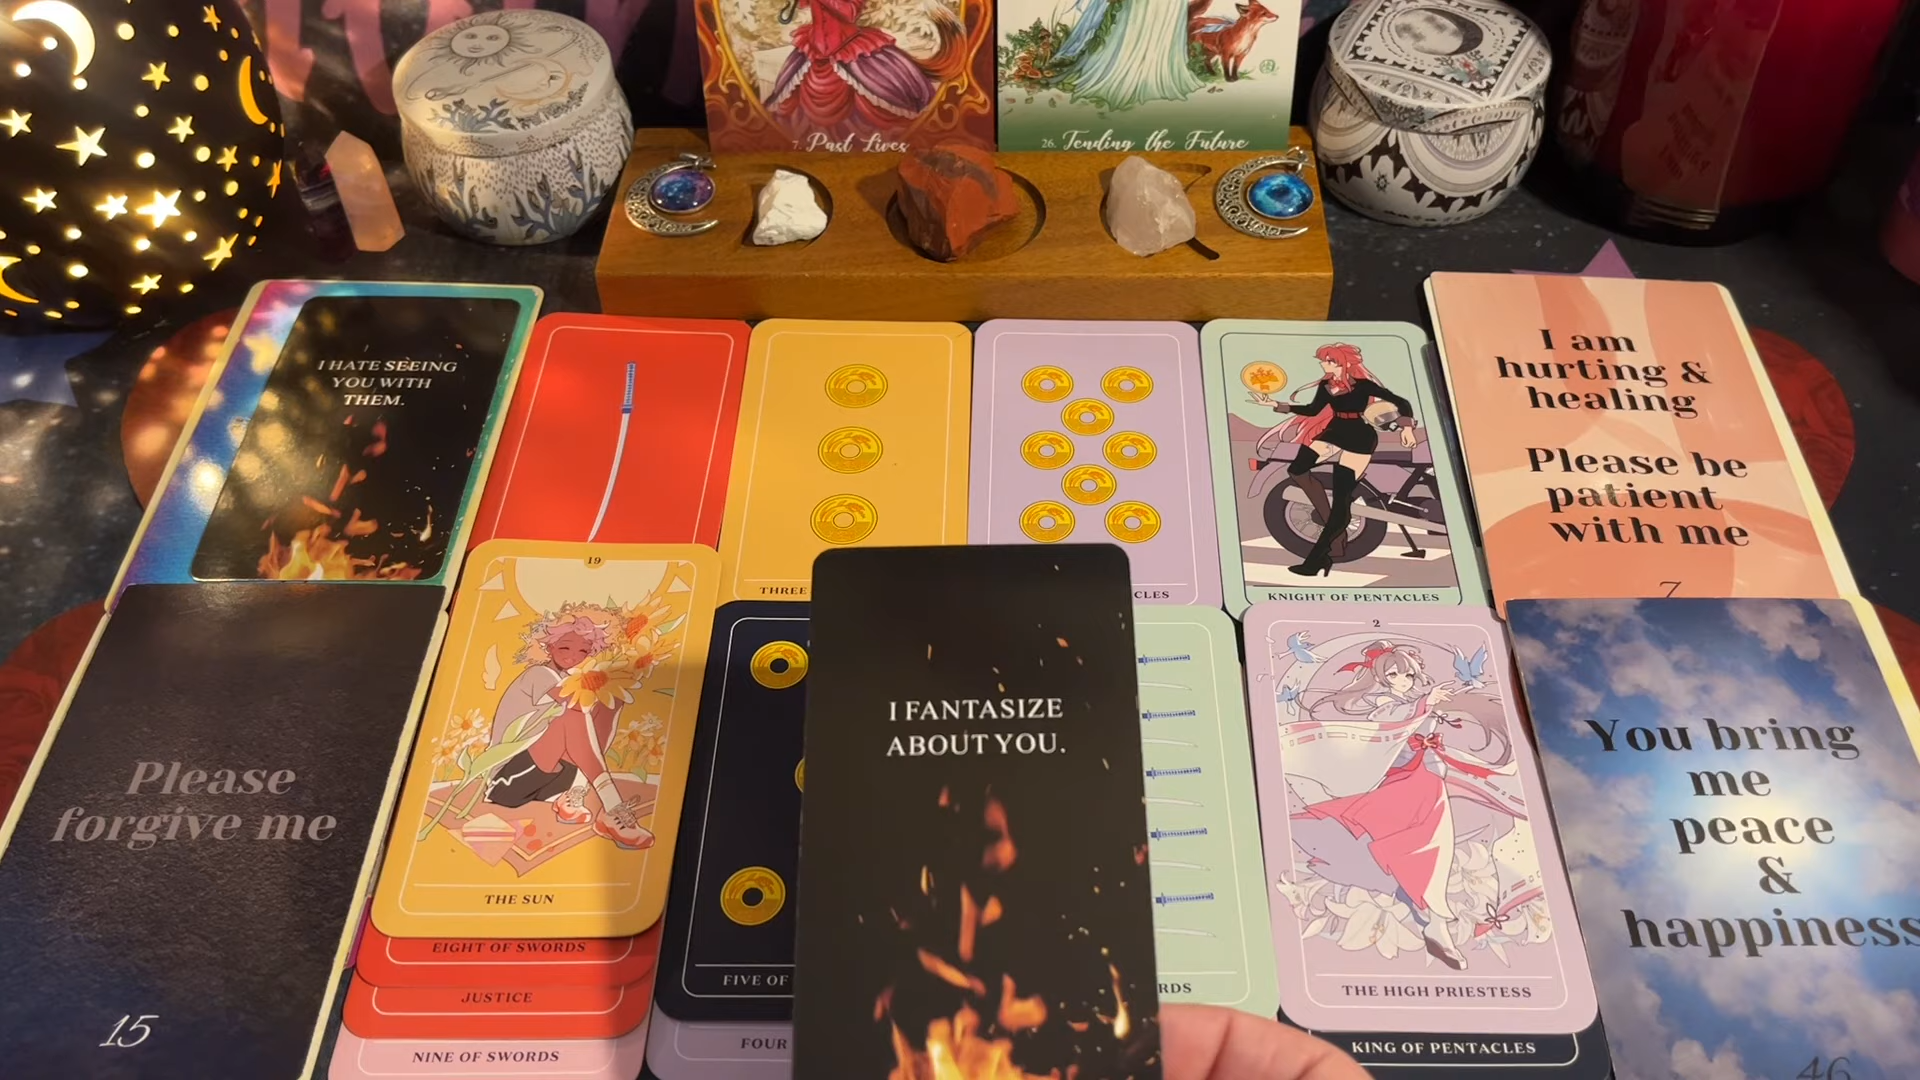 7. Past Lives
26. Tending the Future
I HATE SEEING
YOU WITH
THEM.
THREE
CLES
KNIGHT OF PENTACLES
I am
hurting &
healing
Please be
patient
with me
7
Please
forgive me
15
19
THE SUN
EIGHT OF SWORDS
JUSTICE
NINE OF SWORDS
FIVE OF
FOUR
I FANTASIZE
ABOUT YOU.
RDS
2
THE HIGH PRIESTESS
KING OF PENTACLES
You bring
me
peace
&
happiness
46